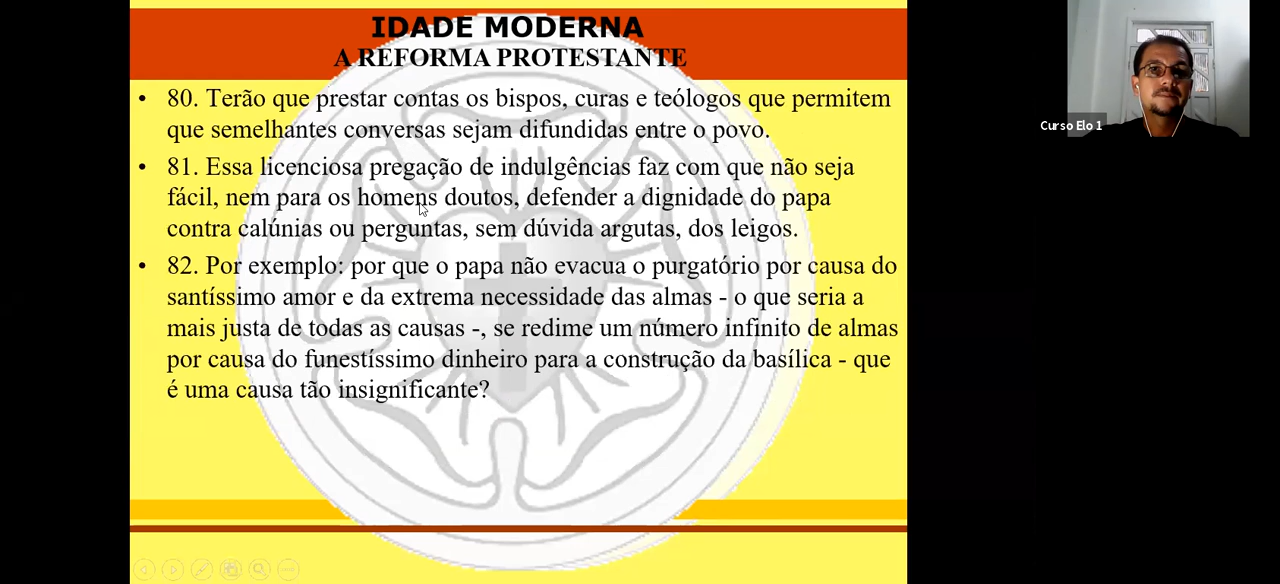 IDADE MODERNA
A REFORMA PROTESTANTE
• 80. Terão que prestar contas os bispos, curas e teólogos que permitem
que semelhantes conversas sejam difundidas entre o povo.
• 81. Essa licenciosa pregação de indulgências faz com que não seja
fácil, nem para os homens doutos, defender a dignidade do papa
contra calúnias ou perguntas, sem dúvida argutas, dos leigos.
• 82. Por exemplo: por que o papa não evacua o purgatório por causa do
santíssimo amor e da extrema necessidade das almas - o que seria a
mais justa de todas as causas -, se redime um número infinito de almas
por causa do funestíssimo dinheiro para a construção da basílica - que
é uma causa tão insignificante?
Curso Elo 1